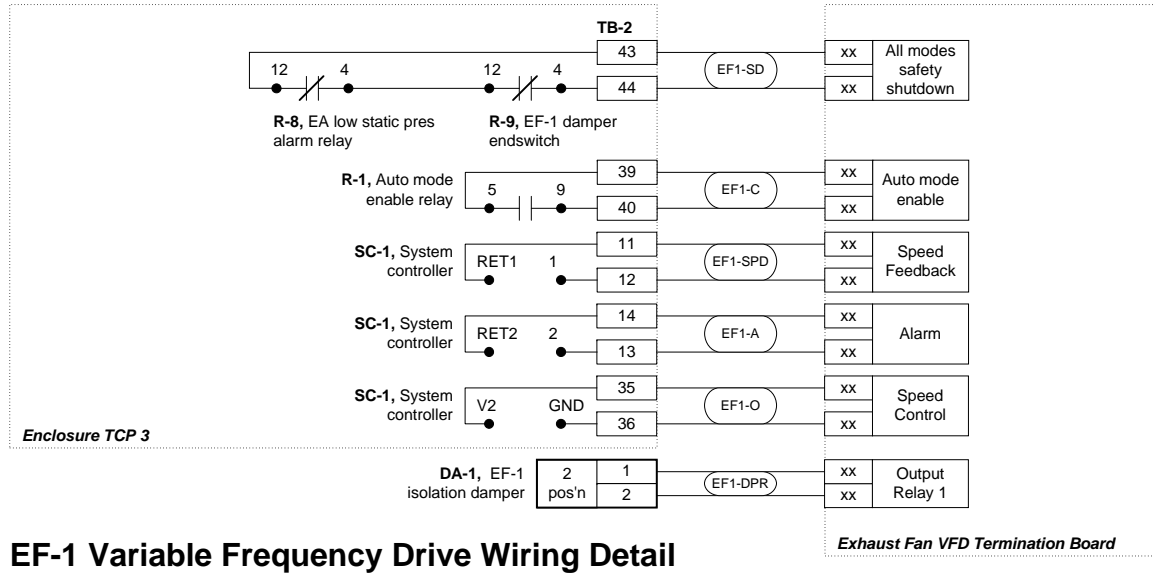 TB-2
43
44
EF1-SD
xx
xx
All modes
safety
shutdown
12
4
12
4
R-8, EA low static pres
alarm relay
R-9, EF-1 damper
endswitch
R-1, Auto mode
enable relay
5
9
39
40
EF1-C
xx
xx
Auto mode
enable
SC-1, System
controller
RET1
1
11
12
EF1-SPD
xx
xx
Speed
Feedback
SC-1, System
controller
RET2
2
14
13
EF1-A
xx
xx
Alarm
SC-1, System
controller
V2
GND
35
36
EF1-O
xx
xx
Speed
Control
Enclosure TCP 3
DA-1, EF-1
isolation damper
2
pos'n
1
2
EF1-DPR
xx
xx
Output
Relay 1
EF-1 Variable Frequency Drive Wiring Detail
Exhaust Fan VFD Termination Board